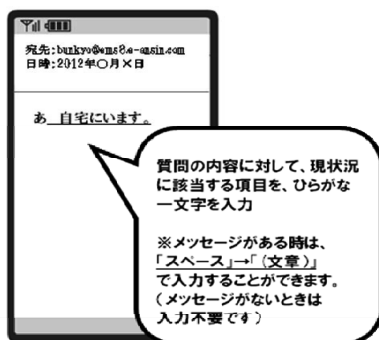 宛先:bunkyo@ems8.e-ansin.com
日時:2012年〇月×日
あ 自宅にいます。
質問の内容に対して、現状況
に該当する項目を、ひらがな
一文字を入力
※メッセージがある時は、
「スペース」→「(文章)」
で入力することができます。
(メッセージがないときは
入力不要です)